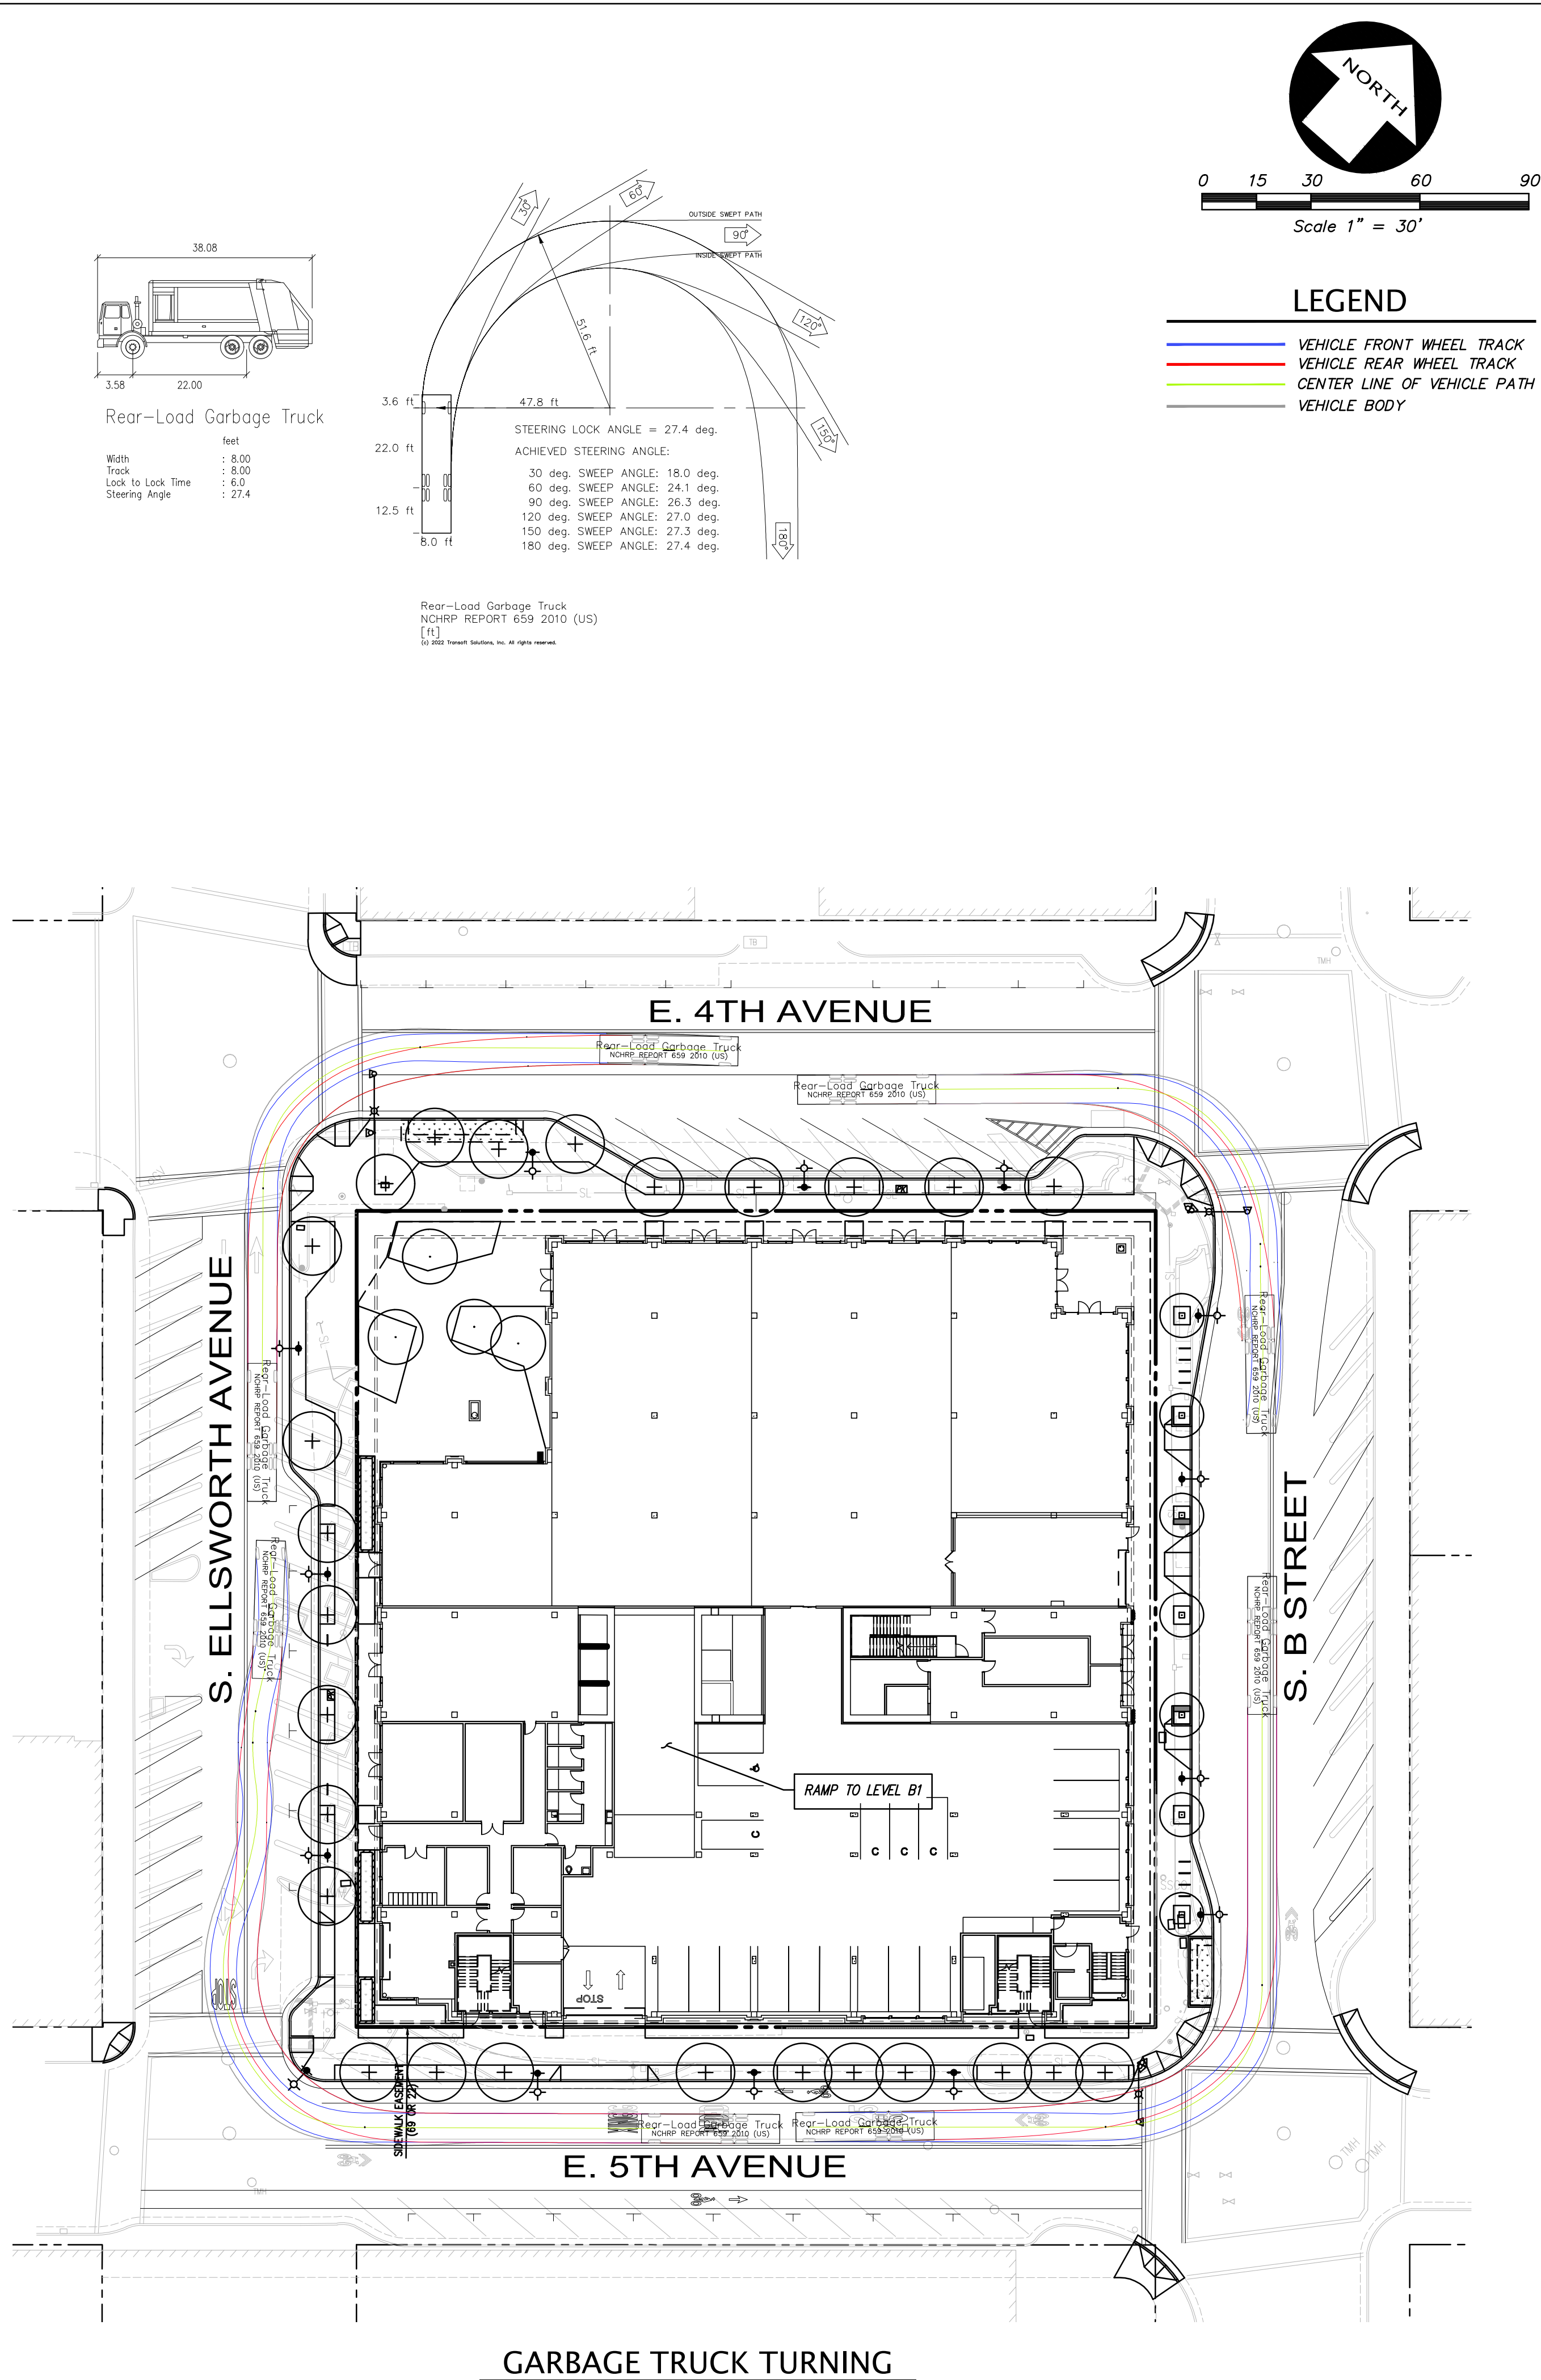 NORTH
0 15 30 60 90
Scale 1" = 30'
LEGEND
VEHICLE FRONT WHEEL TRACK
VEHICLE REAR WHEEL TRACK
CENTER LINE OF VEHICLE PATH
VEHICLE BODY
38.08
3.58
22.00
Rear-Load Garbage Truck
feet
Width : 8.00
Track : 8.00
Lock to Lock Time : 6.0
Steering Angle : 27.4
30°
60°
OUTSIDE SWEPT PATH
90°
INSIDE SWEPT PATH
120°
150°
180°
51.6 ft
47.8 ft
3.6 ft
22.0 ft
12.5 ft
8.0 ft
STEERING LOCK ANGLE = 27.4 deg.
ACHIEVED STEERING ANGLE:
30 deg. SWEEP ANGLE: 18.0 deg.
60 deg. SWEEP ANGLE: 24.1 deg.
90 deg. SWEEP ANGLE: 26.3 deg.
120 deg. SWEEP ANGLE: 27.0 deg.
150 deg. SWEEP ANGLE: 27.3 deg.
180 deg. SWEEP ANGLE: 27.4 deg.
Rear-Load Garbage Truck
NCHRP REPORT 659 2010 (US)
[ft]
(c) 2022 Transoft Solutions, Inc. All rights reserved.
TB
TB
TMH
E. 4TH AVENUE
Rear-Load Garbage Truck
NCHRP REPORT 659 2010 (US)
Rear-Load Garbage Truck
NCHRP REPORT 659 2010 (US)
SL
SL
S. ELLSWORTH AVENUE
Rear-Load Garbage Truck
NCHRP REPORT 659 2010 (US)
Rear-Load Garbage Truck
NCHRP REPORT 659 2010 (US)
Rear-Load Garbage Truck
NCHRP REPORT 659 2010 (US)
Rear-Load Garbage Truck
NCHRP REPORT 659 2010 (US)
S. B STREET
RAMP TO LEVEL B1
C
C C C
STOP
SIDEWALK EASEMENT
(69 OR 22)
Rear-Load Garbage Truck
NCHRP REPORT 659 2010 (US)
Rear-Load Garbage Truck
NCHRP REPORT 659 2010 (US)
E. 5TH AVENUE
TMH
TMH
TMH
GARBAGE TRUCK TURNING